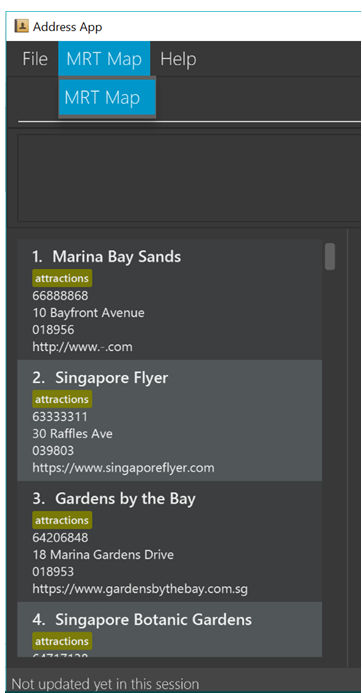 Address App
File MRT Map Help
MRT Map
1. Marina Bay Sands
attractions
66888868
10 Bayfront Avenue
018956
http://www.-.com
2. Singapore Flyer
attractions
63333311
30 Raffles Ave
039803
https://www.singaporeflyer.com
3. Gardens by the Bay
attractions
64206848
18 Marina Gardens Drive
018953
https://www.gardensbythebay.com.sg
4. Singapore Botanic Gardens
attractions
Not updated yet in this session